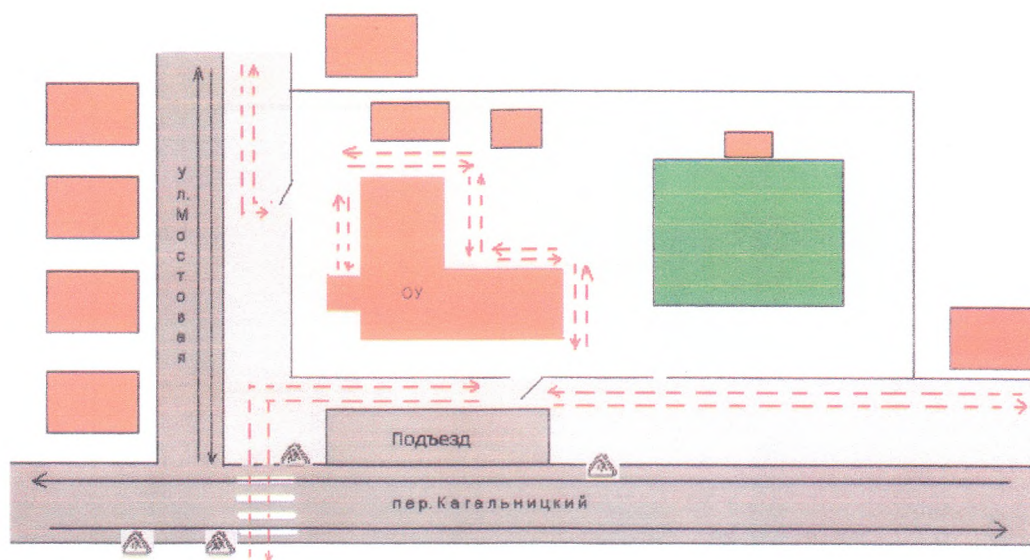 ул.Мостовая
ОУ
Подъезд
пер.Кагальницкий